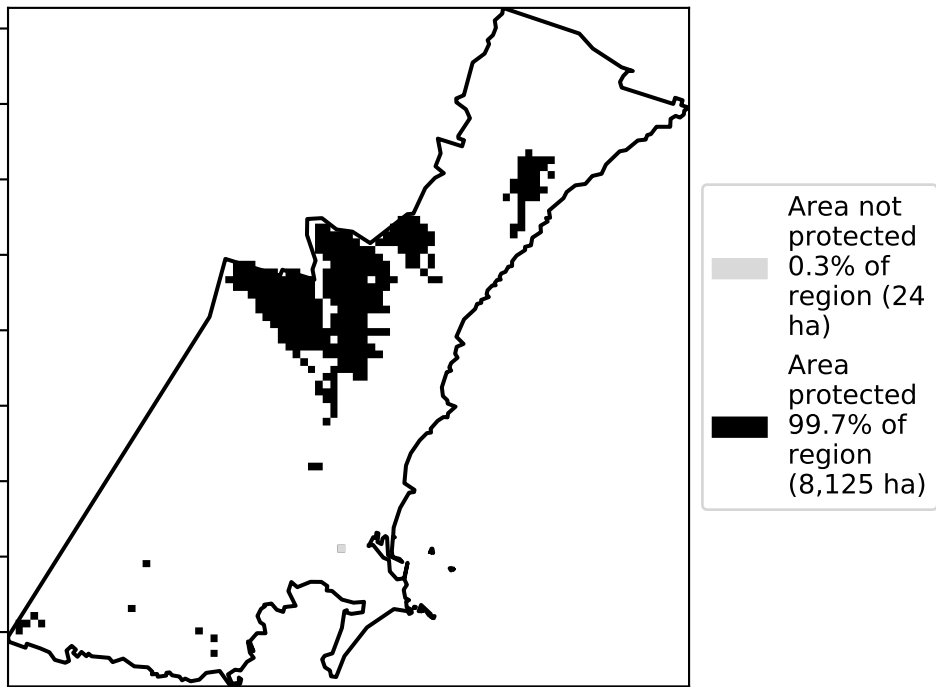 Area not
protected
0.3% of
region (24
ha)
Area
protected
99.7% of
region
(8,125 ha)